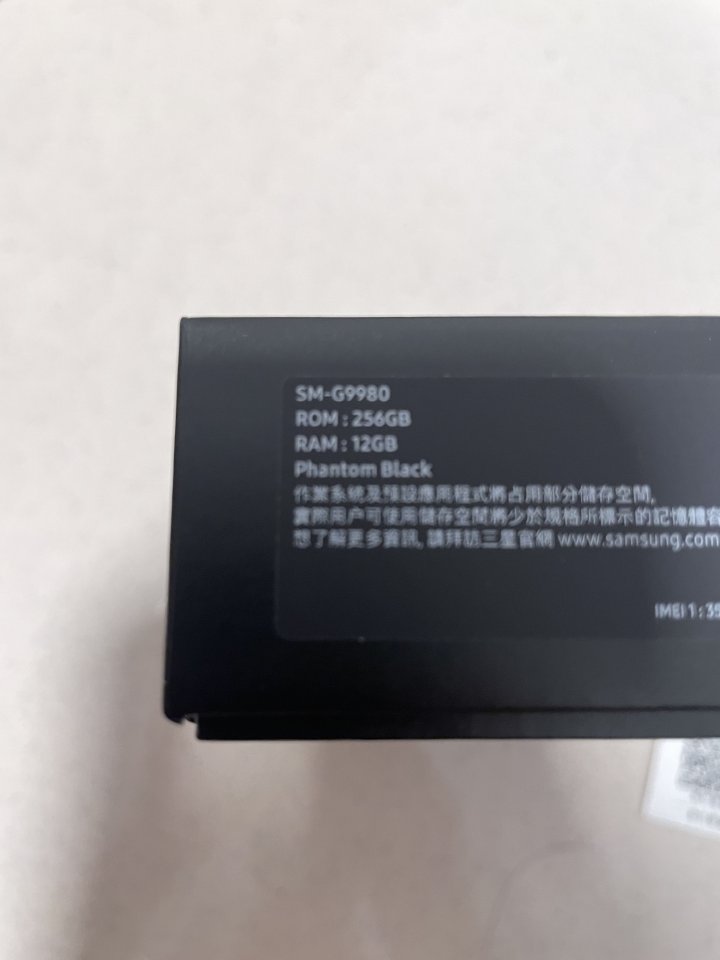 SM-G9980
ROM : 256GB
RAM : 12GB
Phantom Black
作業系統及預設應用程式將占用部分儲存空間,
實際用戶可使用儲存空間將少於規格所標示的記憶體容
想了解更多資訊, 請拜訪三星官網 www.samsung.com
IMEI 1 : 35